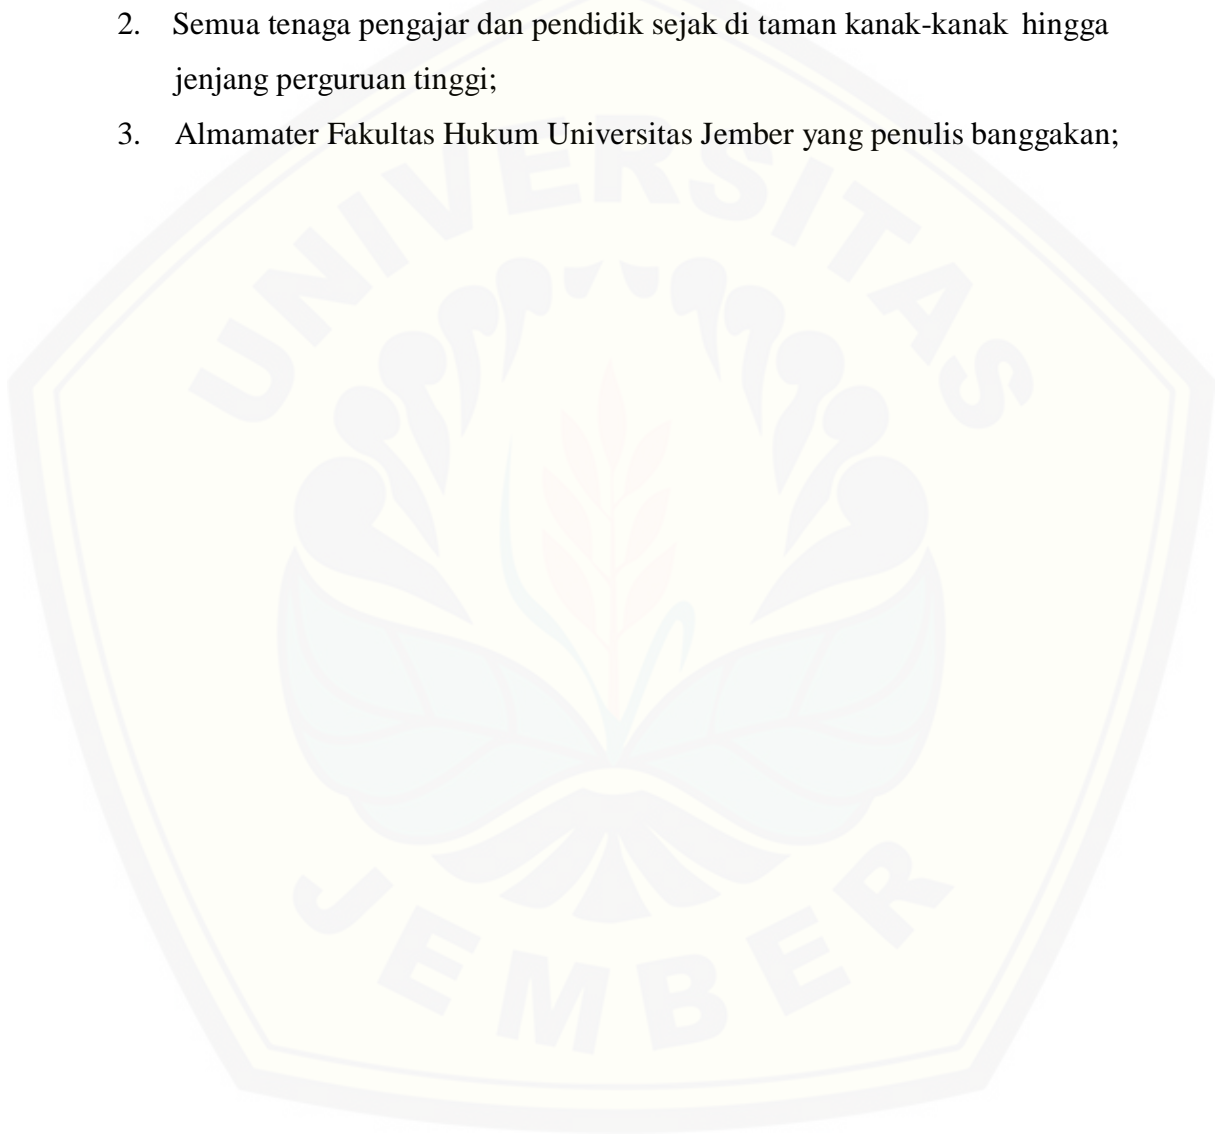 2. Semua tenaga pengajar dan pendidik sejak di taman kanak-kanak hingga
jenjang perguruan tinggi;
3. Almamater Fakultas Hukum Universitas Jember yang penulis banggakan;
UNIVERSITAS
JEMBER